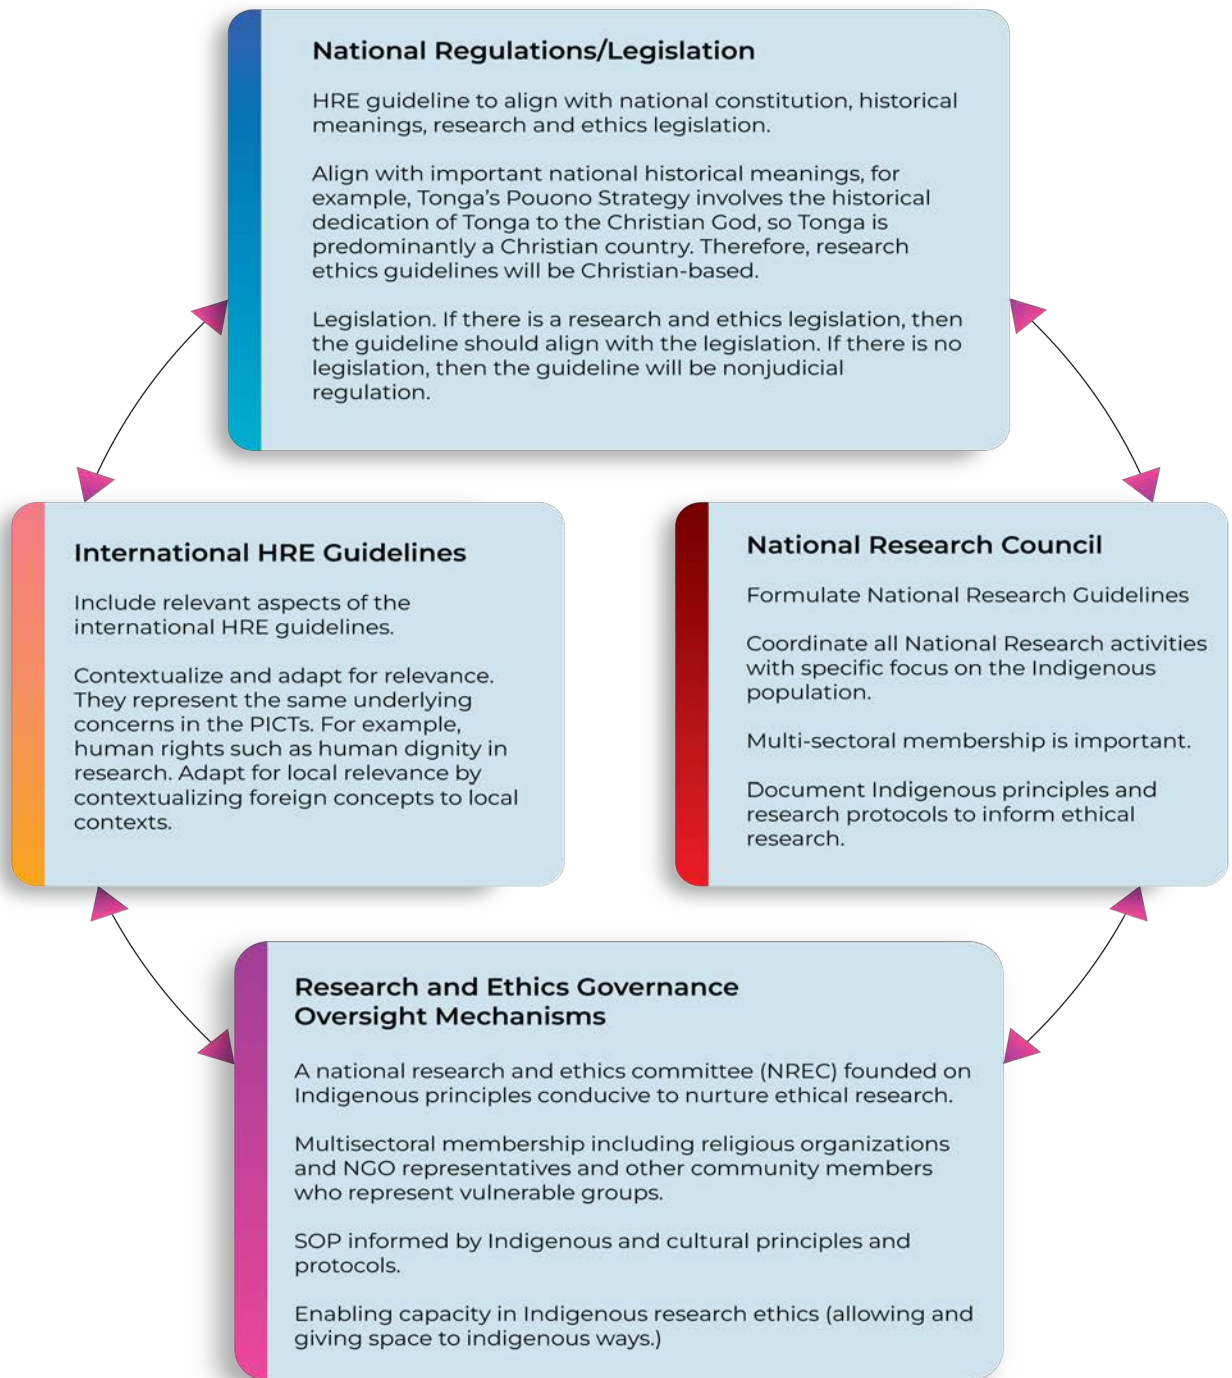 National Regulations/Legislation
HRE guideline to align with national constitution, historical
meanings, research and ethics legislation.
Align with important national historical meanings, for
example, Tonga’s Pouono Strategy involves the historical
dedication of Tonga to the Christian God, so Tonga is
predominantly a Christian country. Therefore, research
ethics guidelines will be Christian-based.
Legislation. If there is a research and ethics legislation, then
the guideline should align with the legislation. If there is no
legislation, then the guideline will be nonjudicial
regulation.
International HRE Guidelines
Include relevant aspects of the
international HRE guidelines.
Contextualize and adapt for relevance.
They represent the same underlying
concerns in the PICTs. For example,
human rights such as human dignity in
research. Adapt for local relevance by
contextualizing foreign concepts to local
contexts.
National Research Council
Formulate National Research Guidelines
Coordinate all National Research activities
with specific focus on the Indigenous
population.
Multi-sectoral membership is important.
Document Indigenous principles and
research protocols to inform ethical
research.
Research and Ethics Governance
Oversight Mechanisms
A national research and ethics committee (NREC) founded on
Indigenous principles conducive to nurture ethical research.
Multisectoral membership including religious organizations
and NGO representatives and other community members
who represent vulnerable groups.
SOP informed by Indigenous and cultural principles and
protocols.
Enabling capacity in Indigenous research ethics (allowing and
giving space to indigenous ways.)